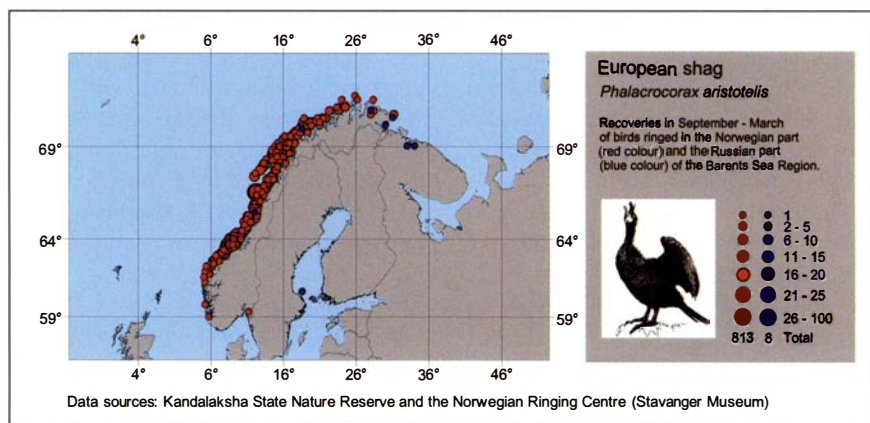 4° 6° 16° 26° 36° 46°
69°
64°
59°
69°
64°
59°
4° 6° 16° 26° 36° 46°
European shag
Phalacrocorax aristotelis
Recoveries in September - March
of birds ringed in the Norwegian part
(red colour) and the Russian part
(blue colour) of the Barents Sea Region.
1
2 - 5
6 - 10
11 - 15
16 - 20
21 - 25
26 - 100
813 8 Total
Data sources: Kandalaksha State Nature Reserve and the Norwegian Ringing Centre (Stavanger Museum)